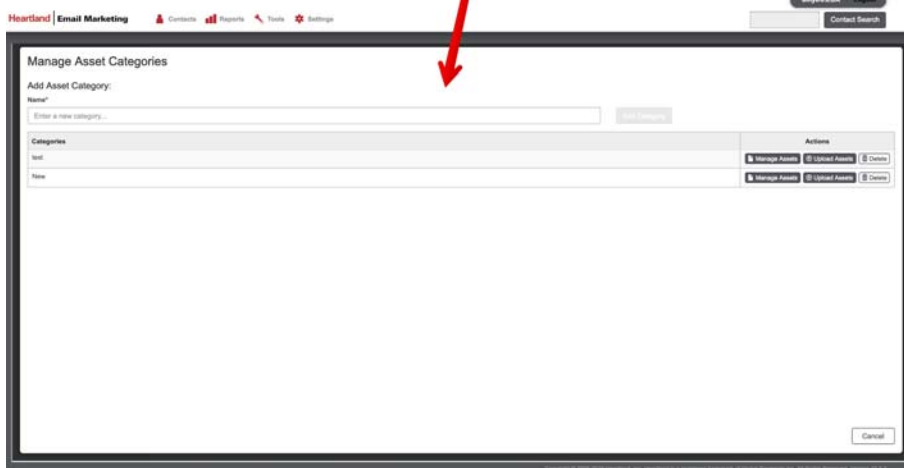 Heartland | Email Marketing Contacts Reports Tools Settings Contact Search
Manage Asset Categories
Add Asset Category:
Name*
Enter a new category... Add Category
Categories Actions
test. Manage Assets Upload Assets Delete
New Manage Assets Upload Assets Delete
Cancel